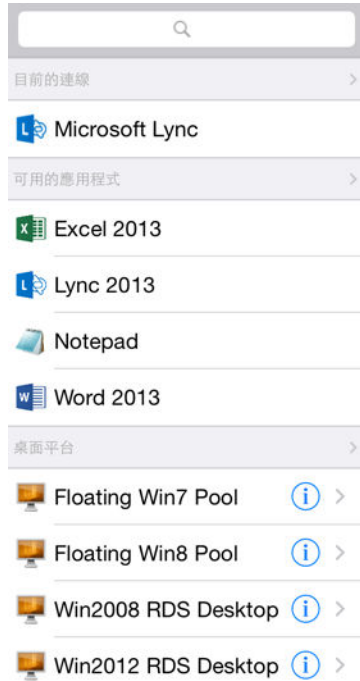 目前的連線
Microsoft Lync
可用的應用程式
Excel 2013
Lync 2013
Notepad
Word 2013
桌面平台
Floating Win7 Pool
Floating Win8 Pool
Win2008 RDS Desktop
Win2012 RDS Desktop